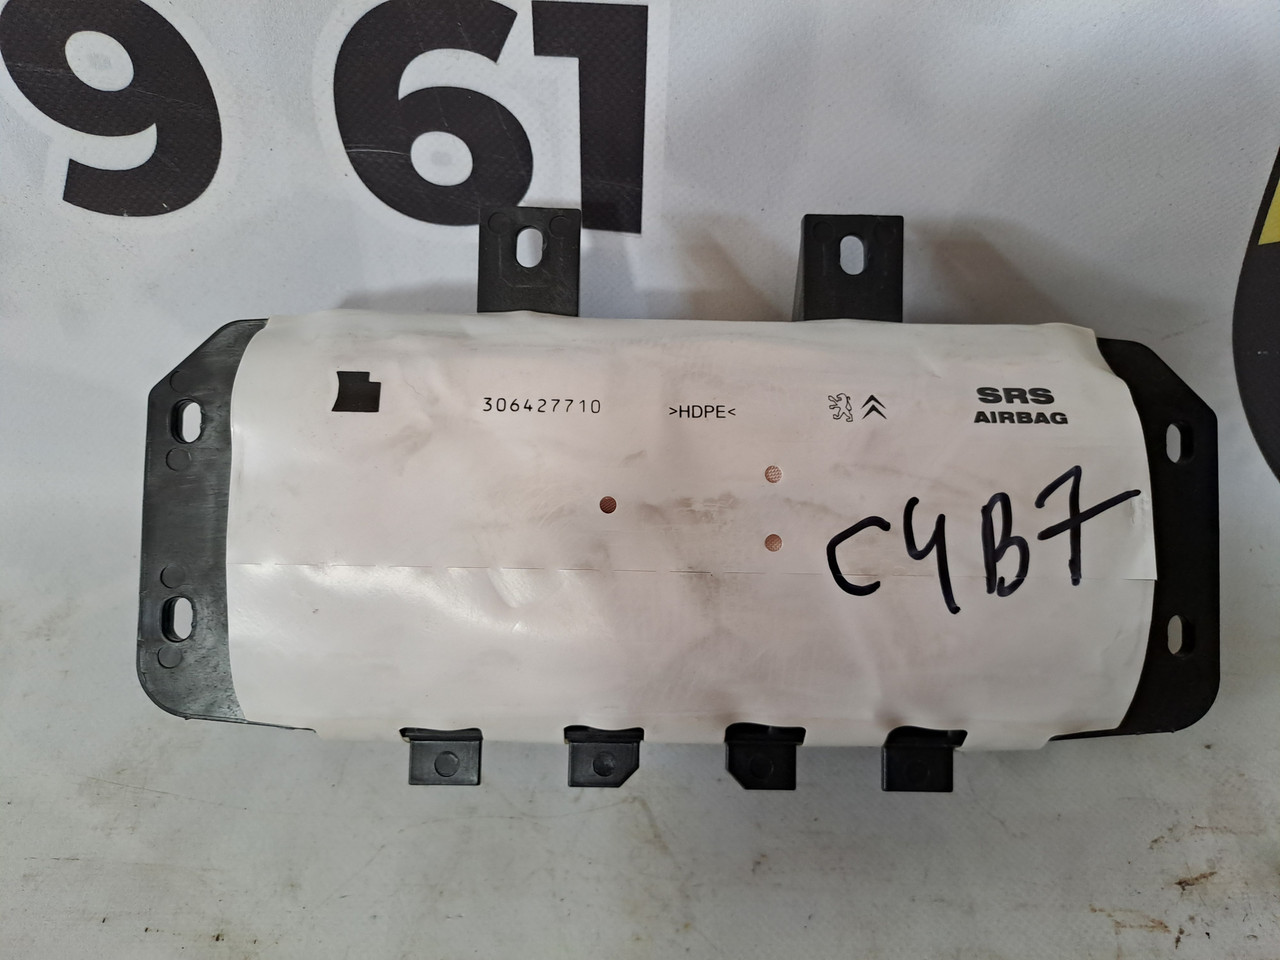 9 61
306427710
>HDPE<
SRS
AIRBAG
C4B7